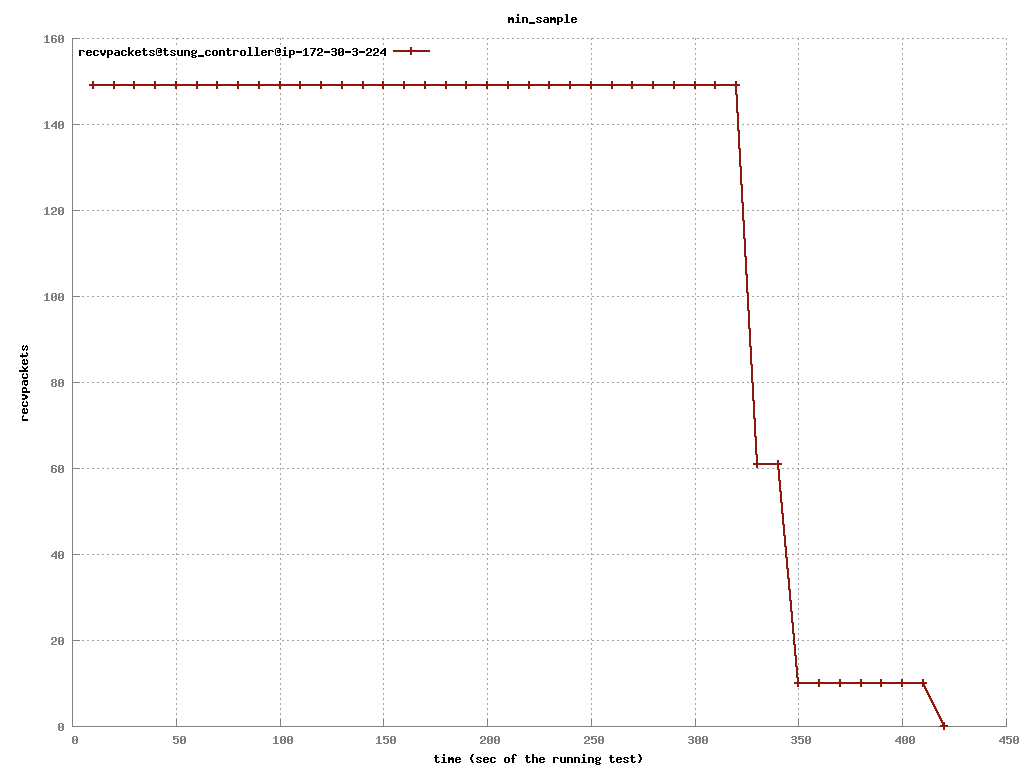 min_sample
160
recvpackets@tsung_controller@ip-172-30-3-224
140
120
100
80
60
40
20
0
recvpackets
0 50 100 150 200 250 300 350 400 450
time (sec of the running test)